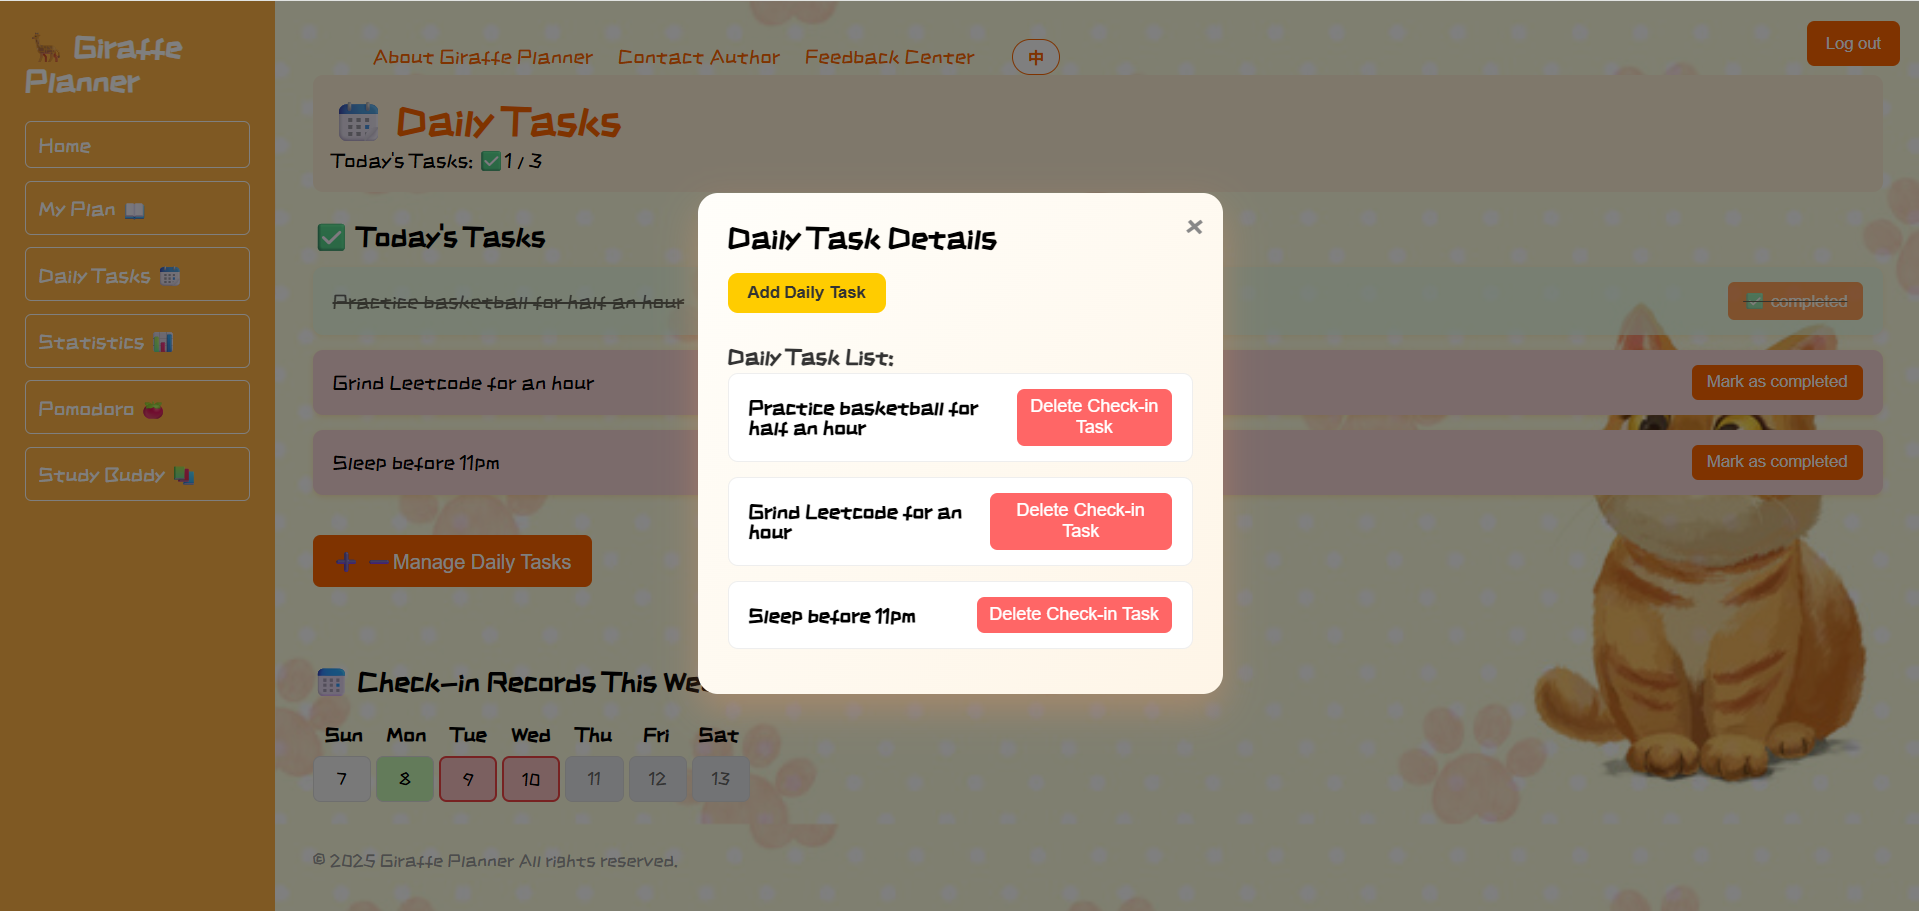 Giraffe
Planner
Home
My Plan
Daily Tasks
Statistics
Pomodoro
Study Buddy
About Giraffe Planner Contact Author Feedback Center 中
Log out
Daily Tasks
Today's Tasks: ✅1 / 3
✅ Today's Tasks
Practice basketball for half an hour
✅ completed
Grind Leetcode for an hour
Mark as completed
Sleep before 11pm
Mark as completed
➕ ➖Manage Daily Tasks
Check-in Records This We
Sun Mon Tue Wed Thu Fri Sat
7 8 9 10 11 12 13
© 2025 Giraffe Planner All rights reserved.
Daily Task Details
×
Add Daily Task
Daily Task List:
Practice basketball for
half an hour
Delete Check-in
Task
Grind Leetcode for an
hour
Delete Check-in
Task
Sleep before 11pm
Delete Check-in Task